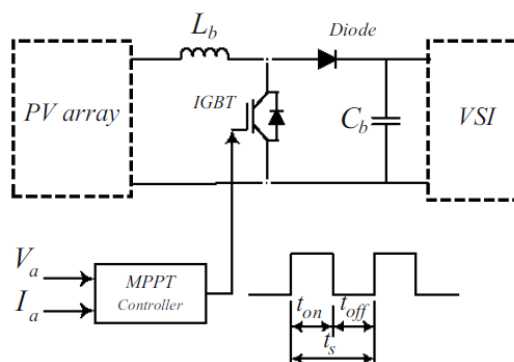 L_b
Diode
PV array
IGBT
C_b
VSI
V_a
I_a
MPPT
Controller
t_on
t_off
t_s